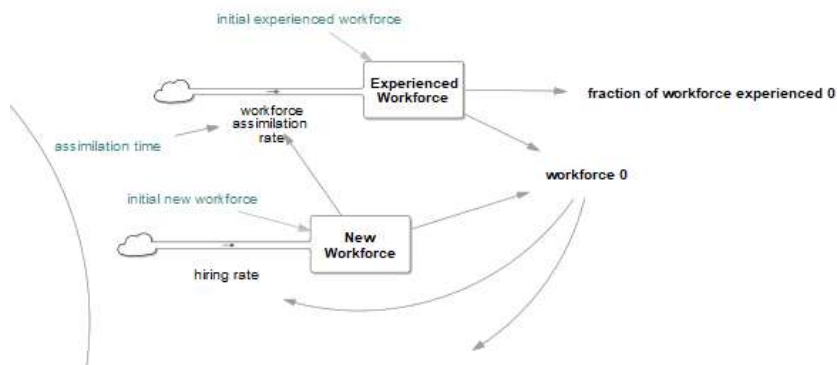 initial experienced workforce
Experienced
Workforce
fraction of workforce experienced 0
workforce
assimilation
rate
assimilation time
workforce 0
initial new workforce
New
Workforce
hiring rate